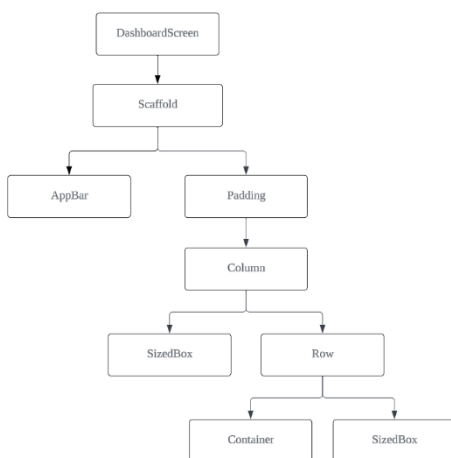 DashboardScreen
Scaffold
AppBar
Padding
Column
SizedBox
Row
Container
SizedBox